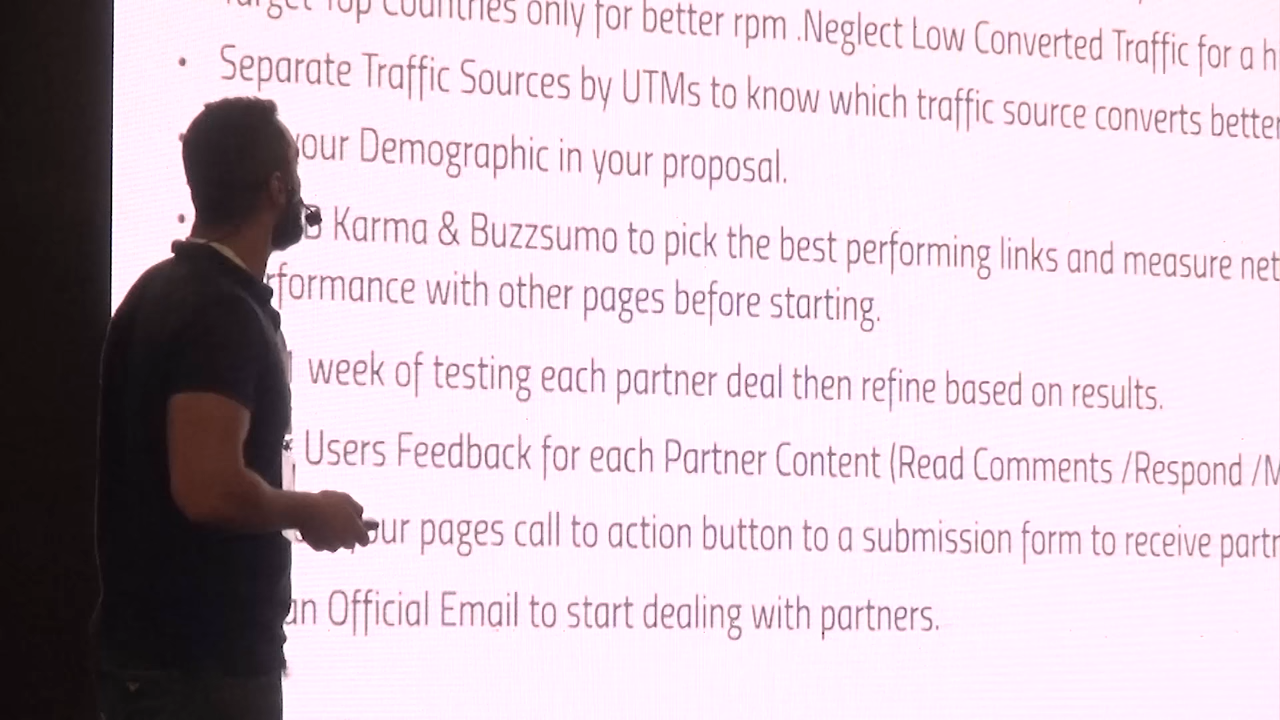 Target Top Countries only for better rpm .Neglect Low Converted Traffic for a h
• Separate Traffic Sources by UTMs to know which traffic source converts better
your Demographic in your proposal.
• Karma & Buzzsumo to pick the best performing links and measure net
formance with other pages before starting.
week of testing each partner deal then refine based on results.
Users Feedback for each Partner Content (Read Comments /Respond /M
our pages call to action button to a submission form to receive partn
an Official Email to start dealing with partners.